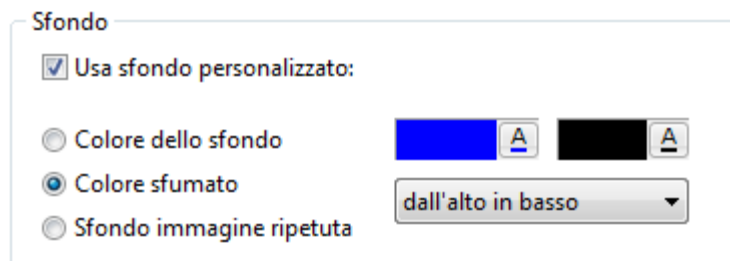 Sfondo
Usa sfondo personalizzato:
Colore dello sfondo A A
Colore sfumato
dall'alto in basso
Sfondo immagine ripetuta